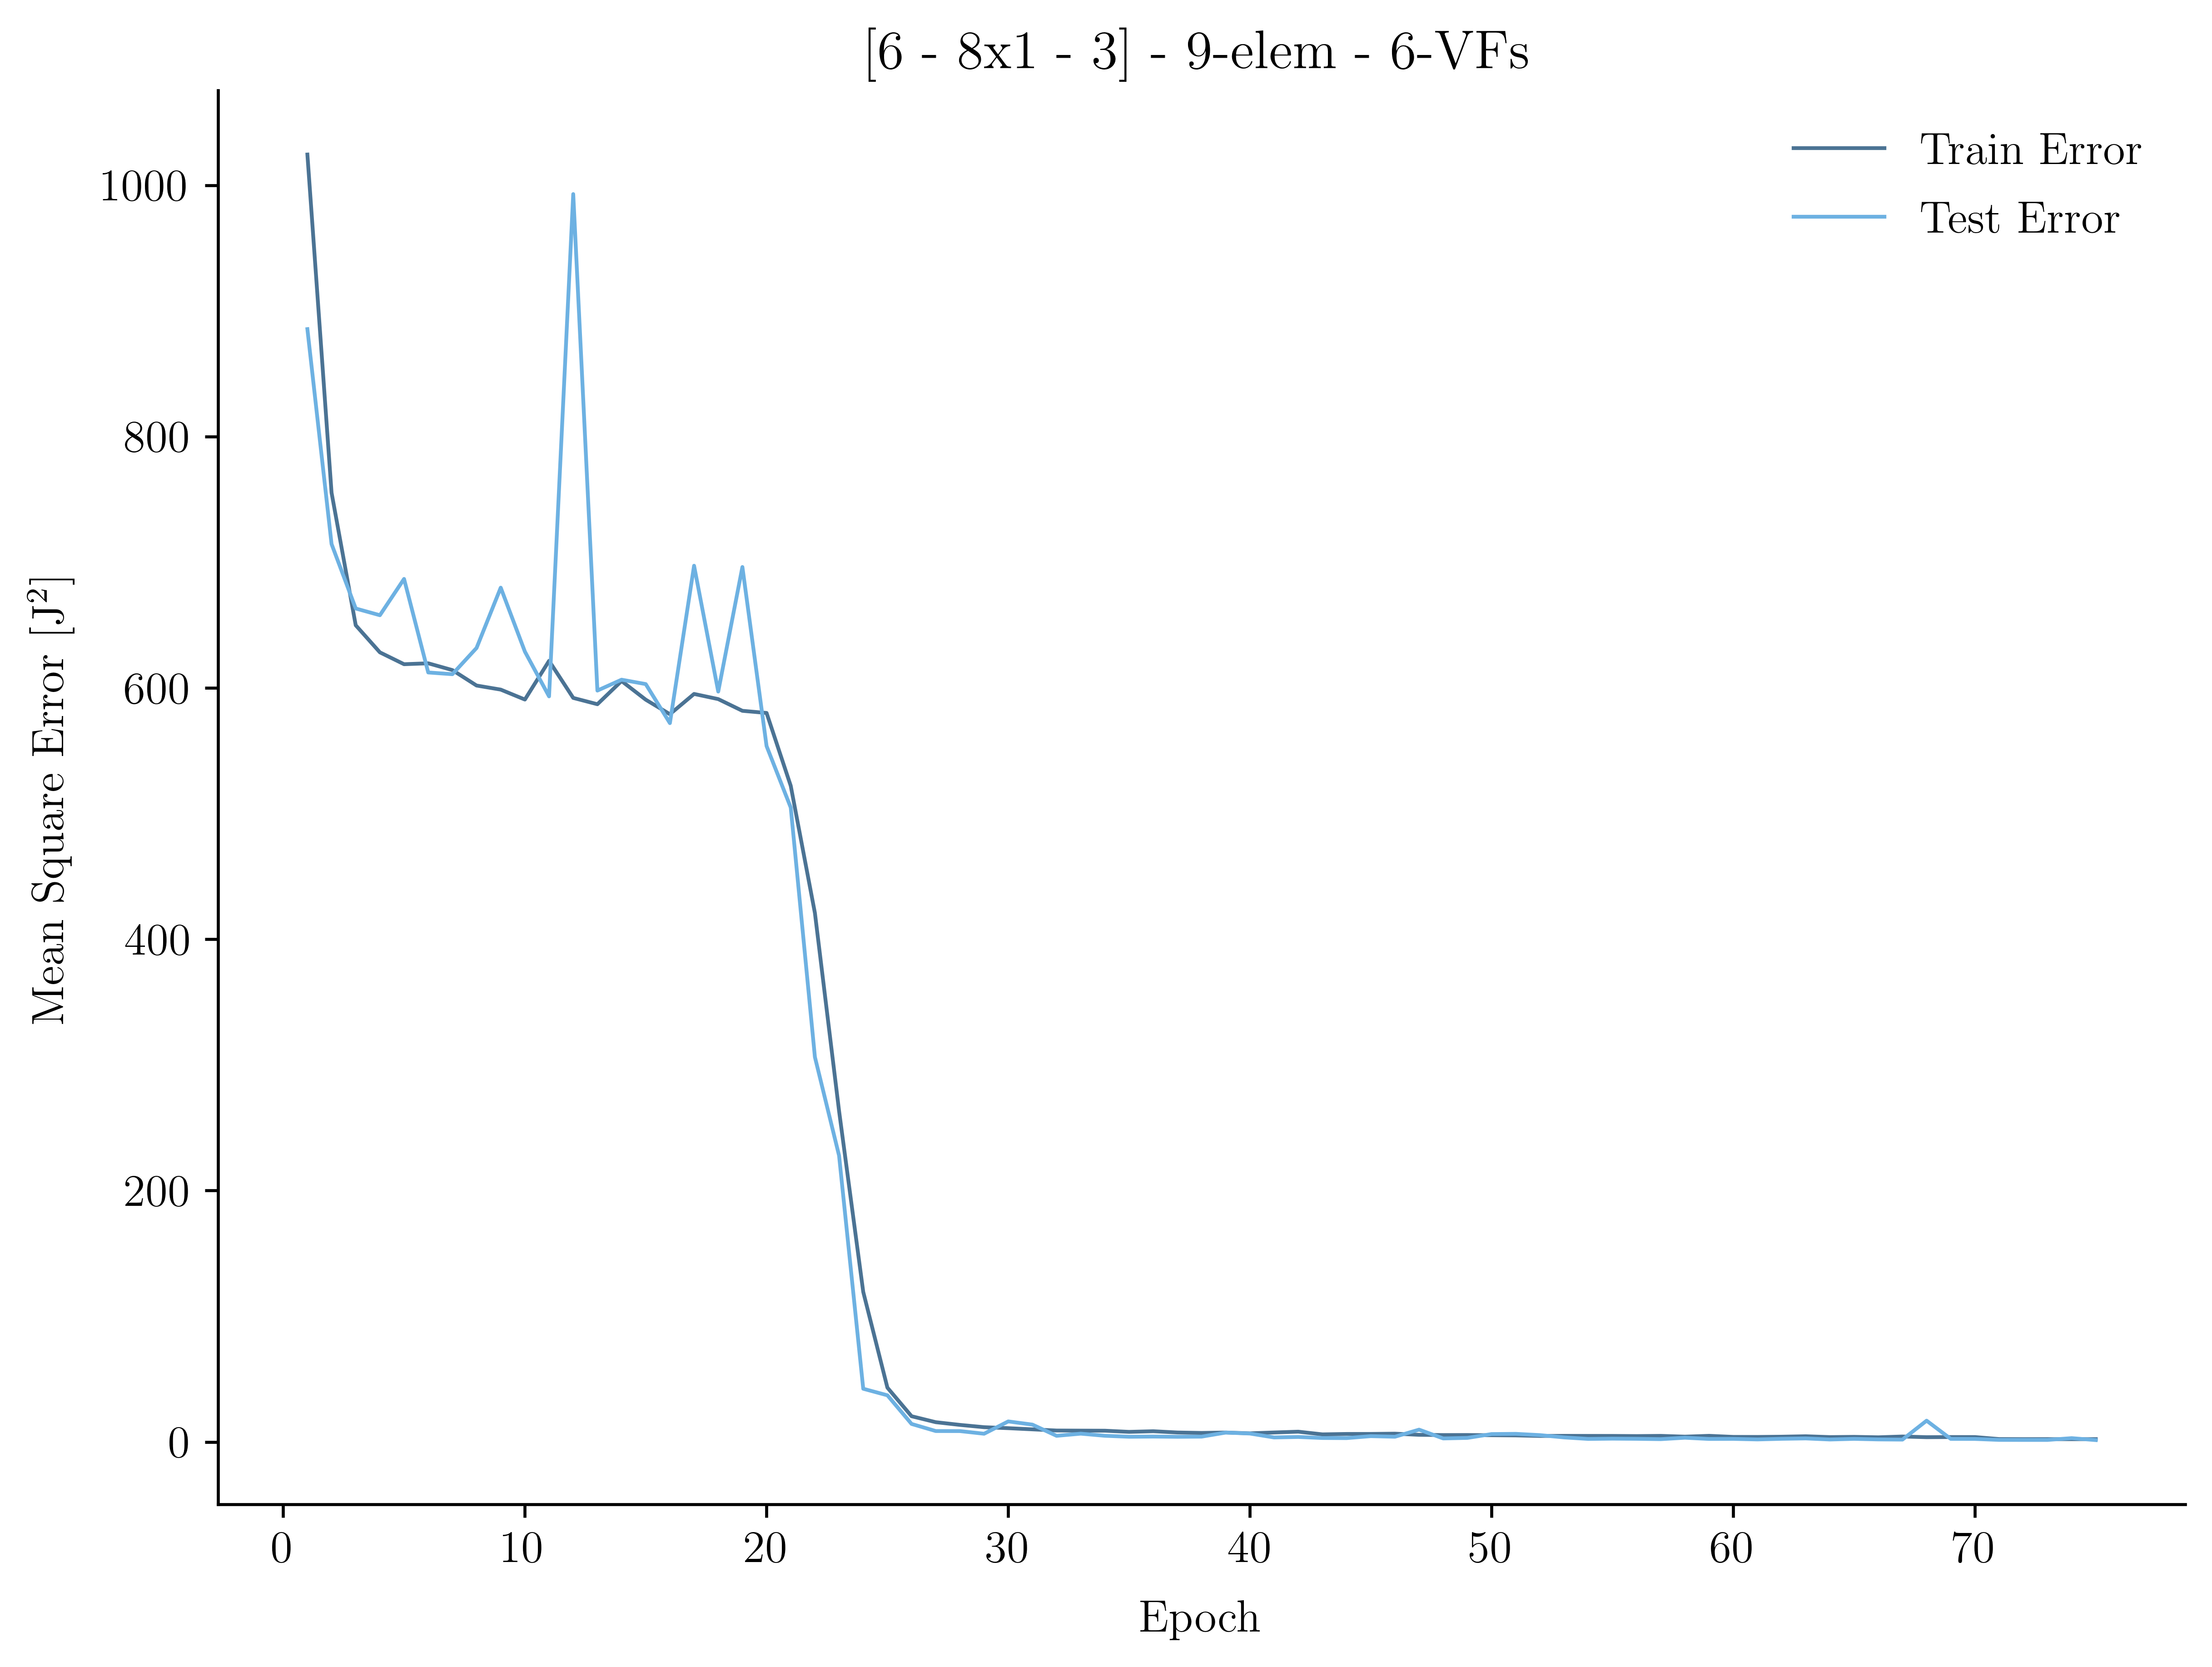 [6 - 8x1 - 3] - 9-elem - 6-VFs
Train Error
Test Error
Mean Square Error [J²]
1000
800
600
400
200
0
0 10 20 30 40 50 60 70
Epoch